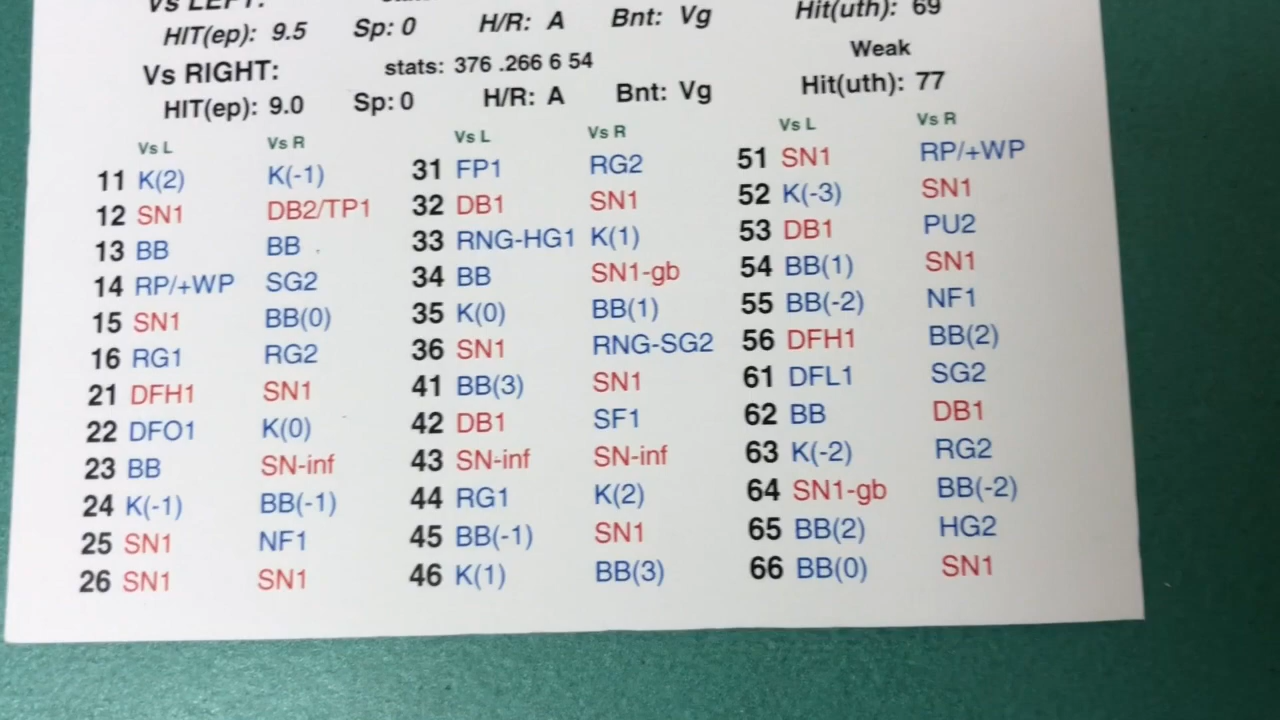 Vs LEFT:
HIT(ep): 9.5 Sp: 0 H/R: A Bnt: Vg Hit(uth): 69
Weak
Vs RIGHT: stats: 376 .266 6 54
HIT(ep): 9.0 Sp: 0 H/R: A Bnt: Vg Hit(uth): 77
Vs L Vs R Vs L Vs R Vs L Vs R
11 K(2) K(-1) 31 FP1 RG2 51 SN1 RP/+WP
12 SN1 DB2/TP1 32 DB1 SN1 52 K(-3) SN1
13 BB BB 33 RNG-HG1 K(1) 53 DB1 PU2
14 RP/+WP SG2 34 BB SN1-gb 54 BB(1) SN1
15 SN1 BB(0) 35 K(0) BB(1) 55 BB(-2) NF1
16 RG1 RG2 36 SN1 RNG-SG2 56 DFH1 BB(2)
21 DFH1 SN1 41 BB(3) SN1 61 DFL1 SG2
22 DFO1 K(0) 42 DB1 SF1 62 BB DB1
23 BB SN-inf 43 SN-inf SN-inf 63 K(-2) RG2
24 K(-1) BB(-1) 44 RG1 K(2) 64 SN1-gb BB(-2)
25 SN1 NF1 45 BB(-1) SN1 65 BB(2) HG2
26 SN1 SN1 46 K(1) BB(3) 66 BB(0) SN1